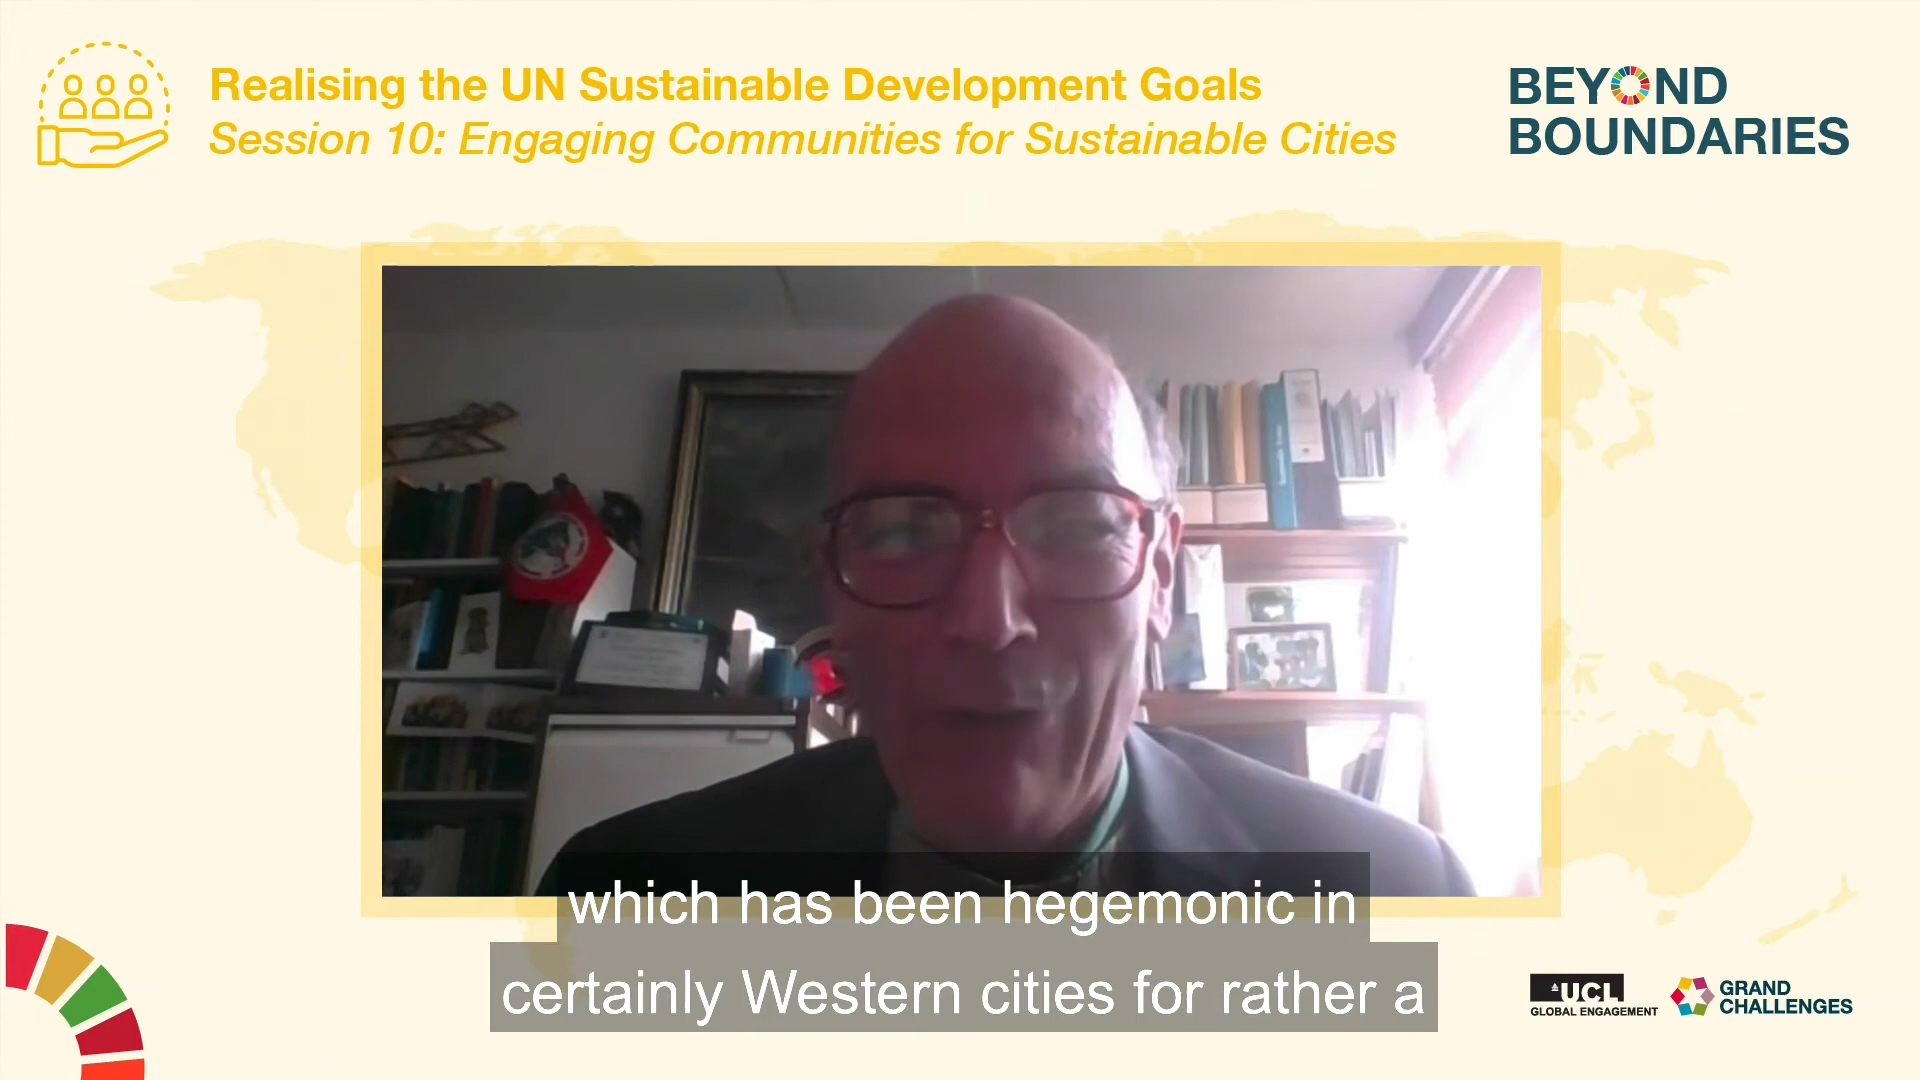 Realising the UN Sustainable Development Goals
Session 10: Engaging Communities for Sustainable Cities
BEYOND
BOUNDARIES
which has been hegemonic in
certainly Western cities for rather a
UCL
GLOBAL ENGAGEMENT
GRAND
CHALLENGES